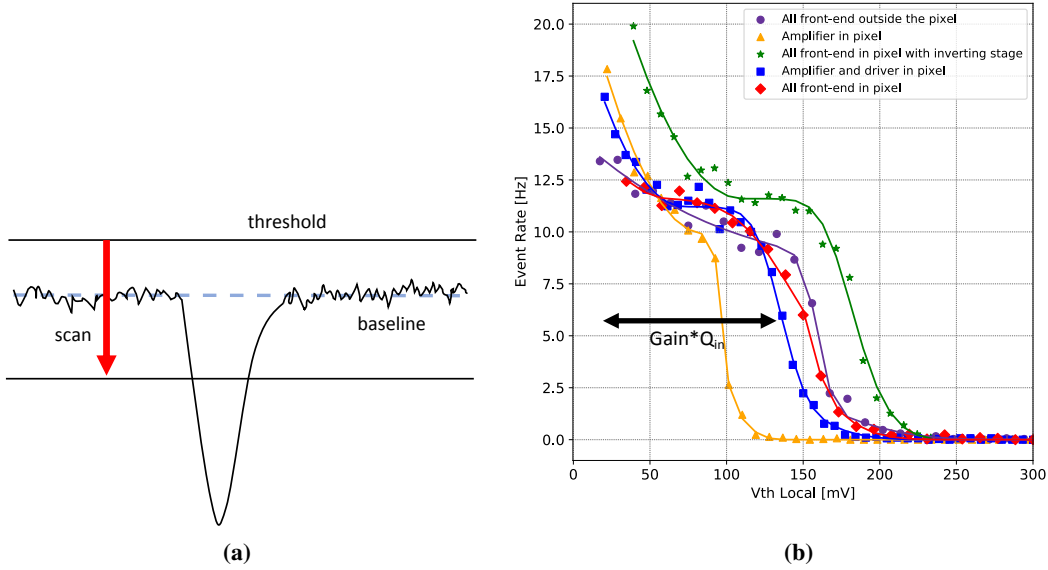 threshold
scan
baseline
(a)
Event Rate [Hz]
20.0
17.5
15.0
12.5
10.0
7.5
5.0
2.5
0.0
All front-end outside the pixel
Amplifier in pixel
All front-end in pixel with inverting stage
Amplifier and driver in pixel
All front-end in pixel
Gain*Qin
0 50 100 150 200 250 300
Vth Local [mV]
(b)